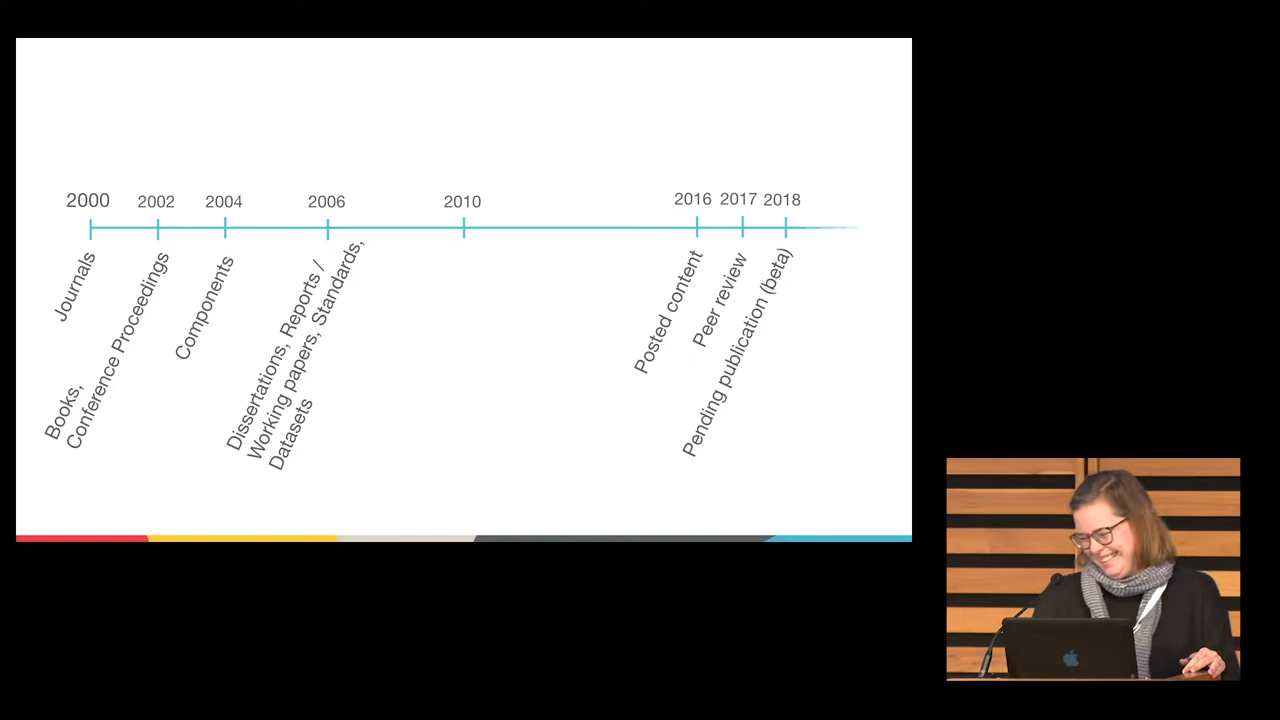 2000
2002
2004
2006
2010
2016
2017
2018
Journals
Books,
Conference Proceedings
Components
Dissertations, Reports /
Working papers, Standards,
Datasets
Posted content
Peer review
Pending publication (beta)